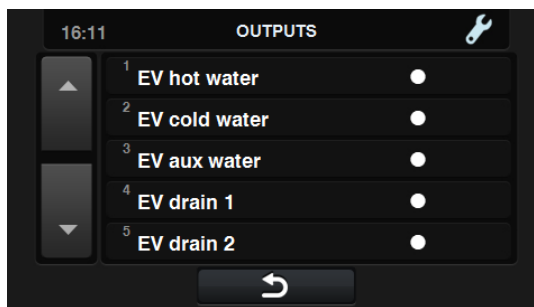 16:11 OUTPUTS
1 EV hot water
2 EV cold water
3 EV aux water
4 EV drain 1
5 EV drain 2